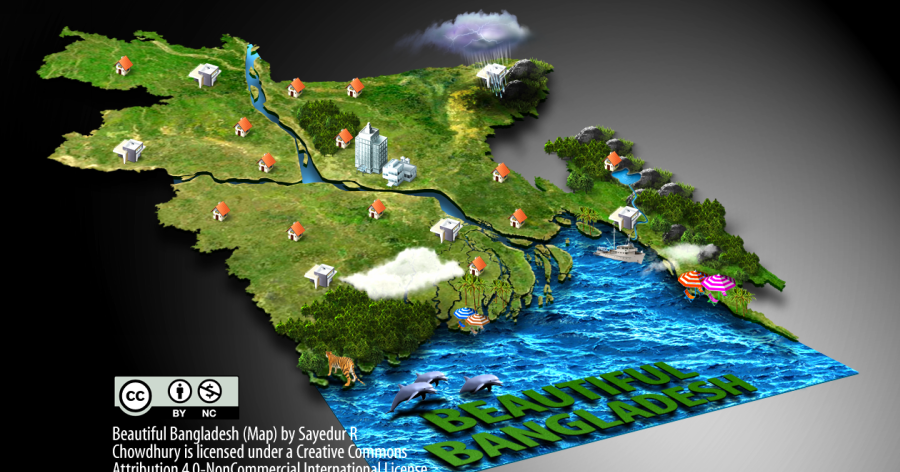 BEAUTIFUL
BANGLADESH
cc
BY NC
Beautiful Bangladesh (Map) by Sayedur R
Chowdhury is licensed under a Creative Commons
Attribution 4.0-NonCommercial International License